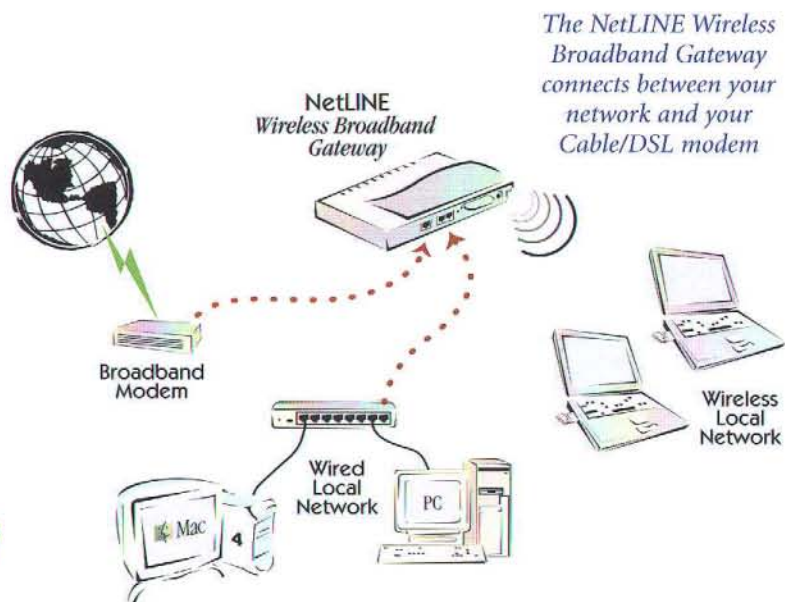 The NetLINE Wireless
Broadband Gateway
connects between your
network and your
Cable/DSL modem
NetLINE
Wireless Broadband
Gateway
Broadband
Modem
Wireless
Local
Network
Wired
Local
Network
Mac
4
PC